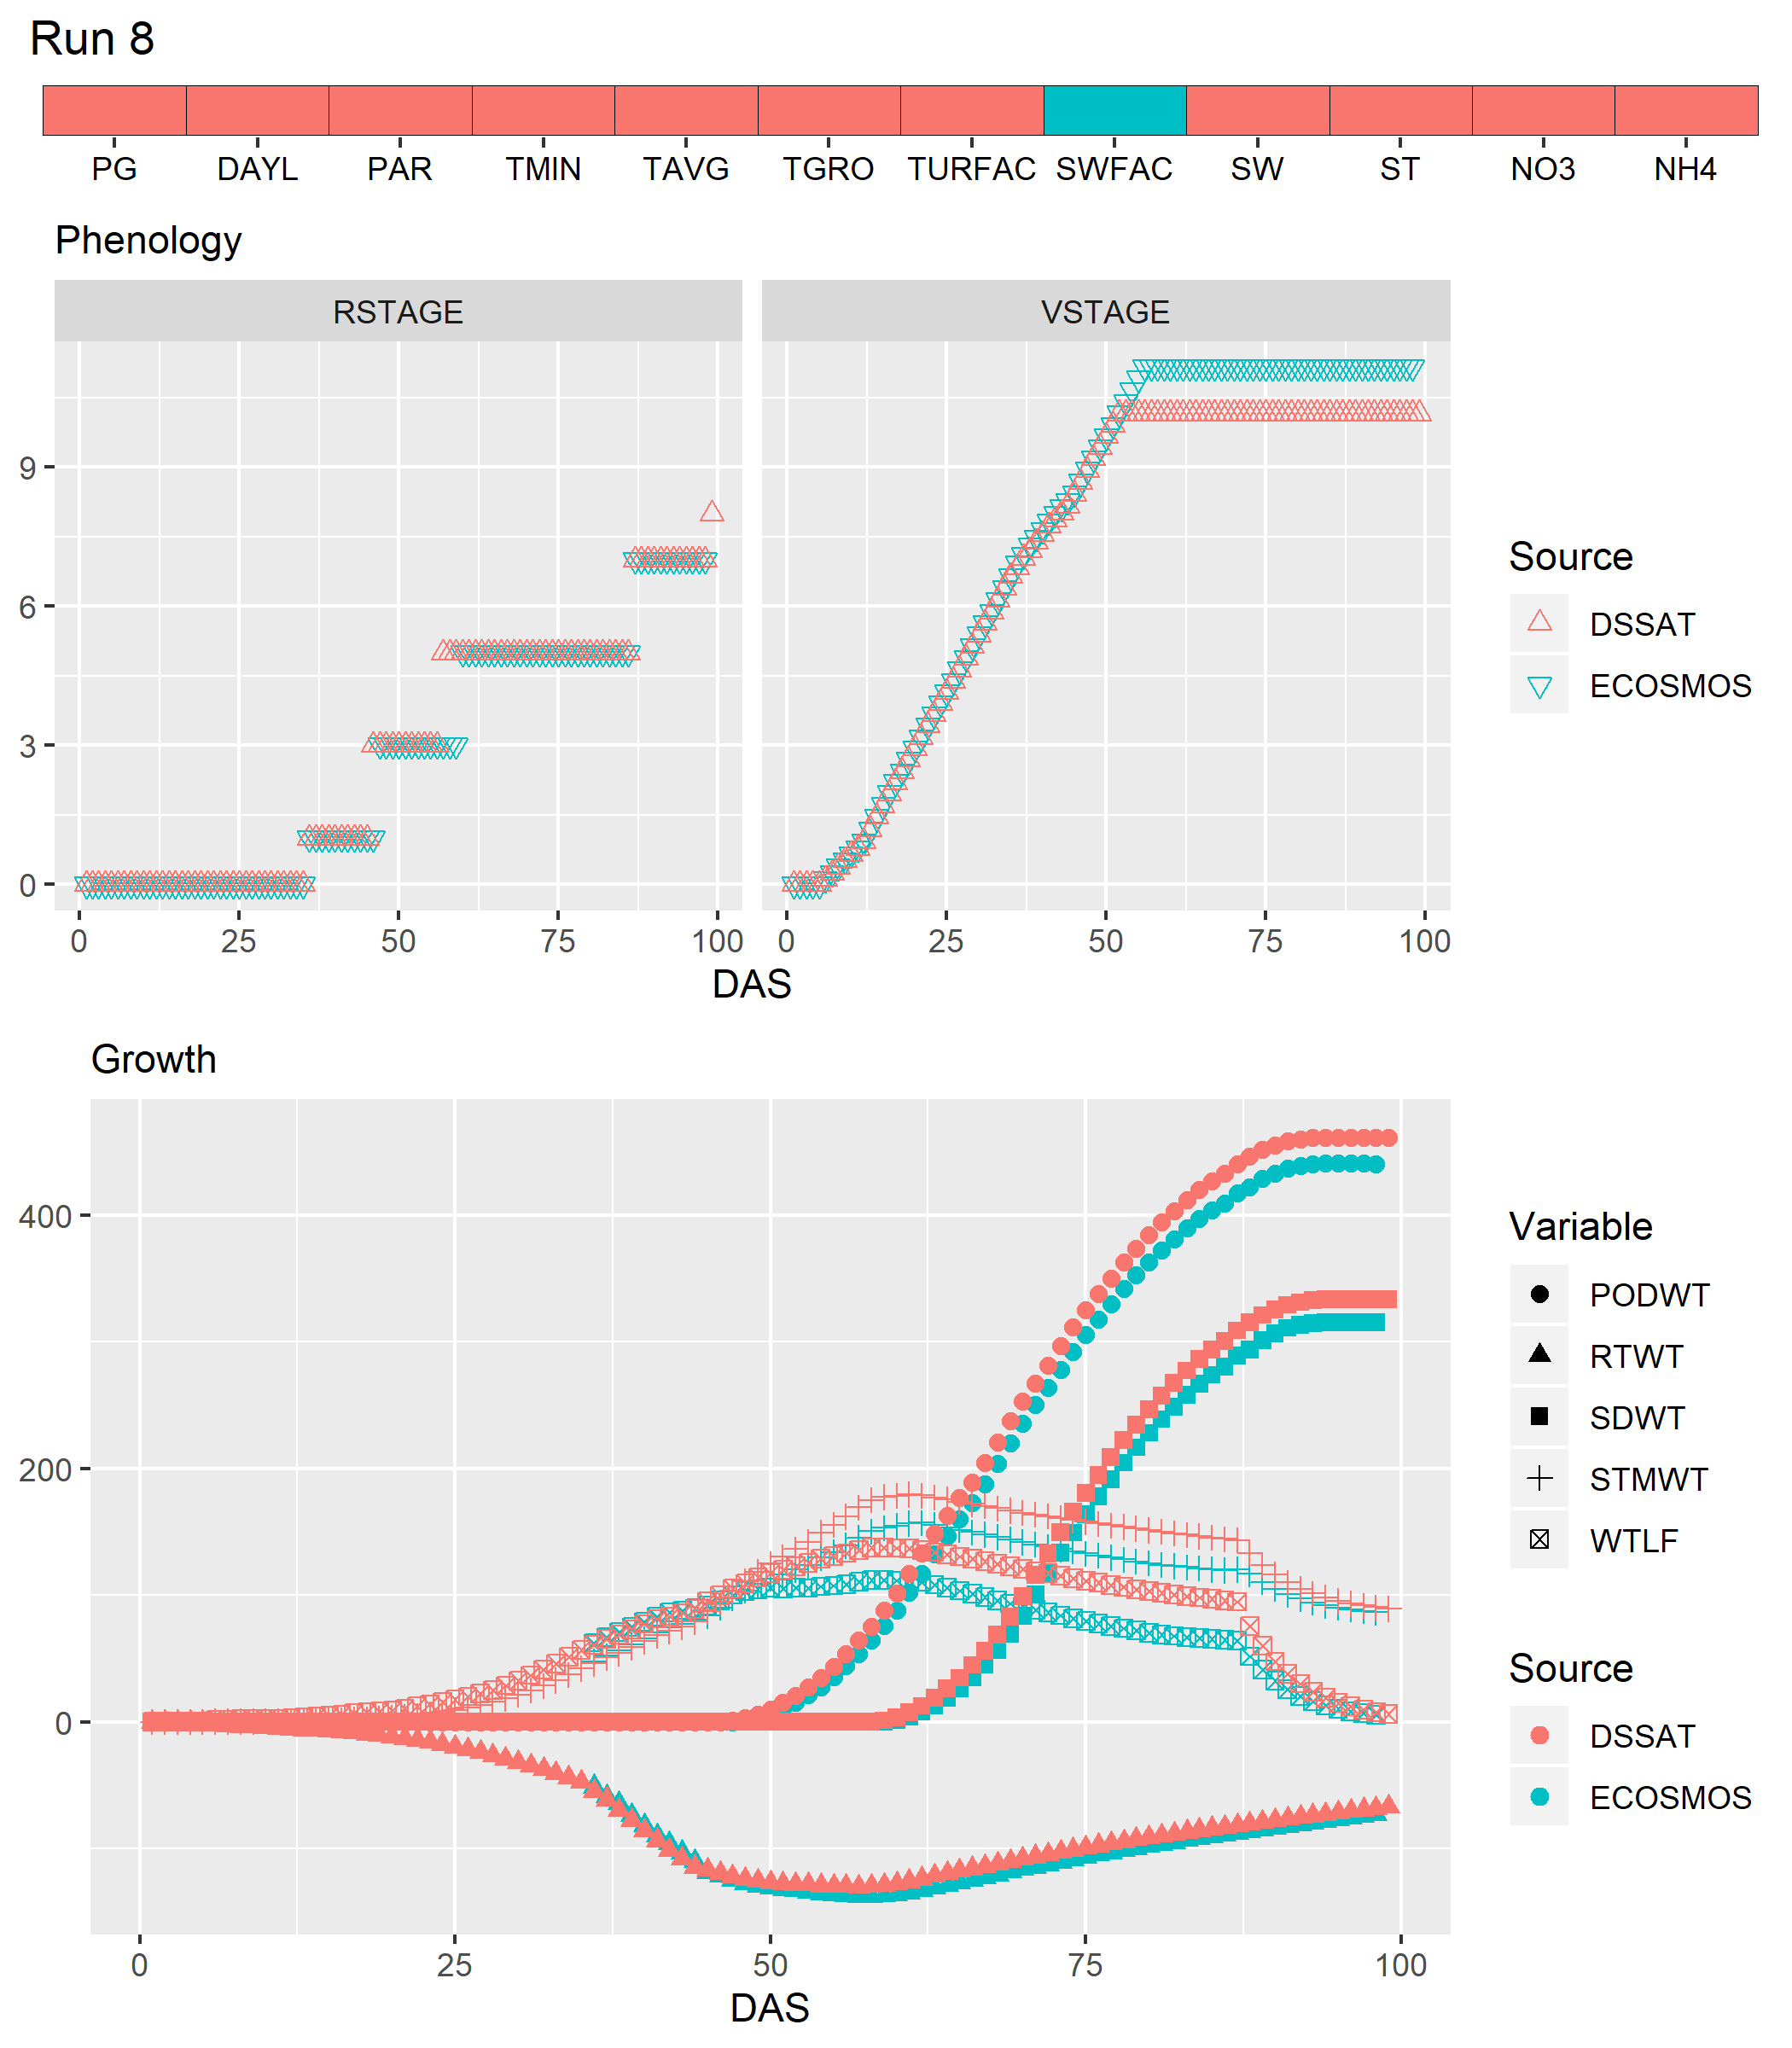 Run 8
PG DAYL PAR TMIN TAVG TGRO TURFAC SWFAC SW ST NO3 NH4
Phenology
RSTAGE VSTAGE
9
6
3
0
0 25 50 75 100 0 25 50 75 100
DAS
Source
DSSAT
ECOSMOS
Growth
400
200
0
0 25 50 75 100
DAS
Variable
PODWT
RTWT
SDWT
STMWT
WTLF
Source
DSSAT
ECOSMOS